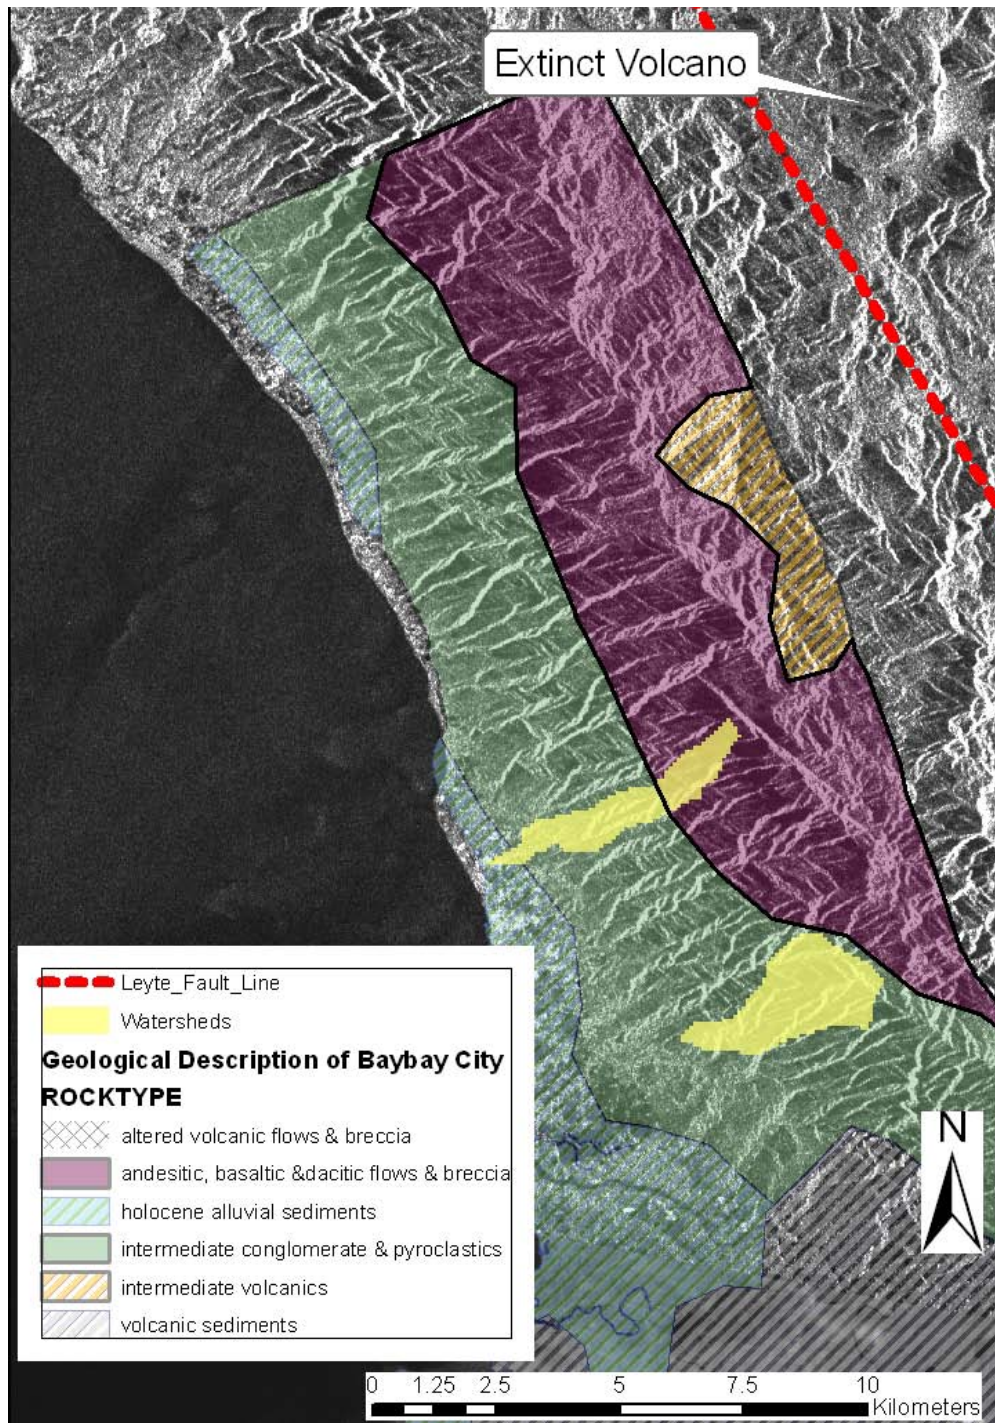 Extinct Volcano
Leyte_Fault_Line
Watersheds
Geological Description of Baybay City
ROCKTYPE
altered volcanic flows & breccia
andesitic, basaltic &dacitic flows & breccia
holocene alluvial sediments
intermediate conglomerate & pyroclastics
intermediate volcanics
volcanic sediments
N
0 1.25 2.5 5 7.5 10
Kilometers